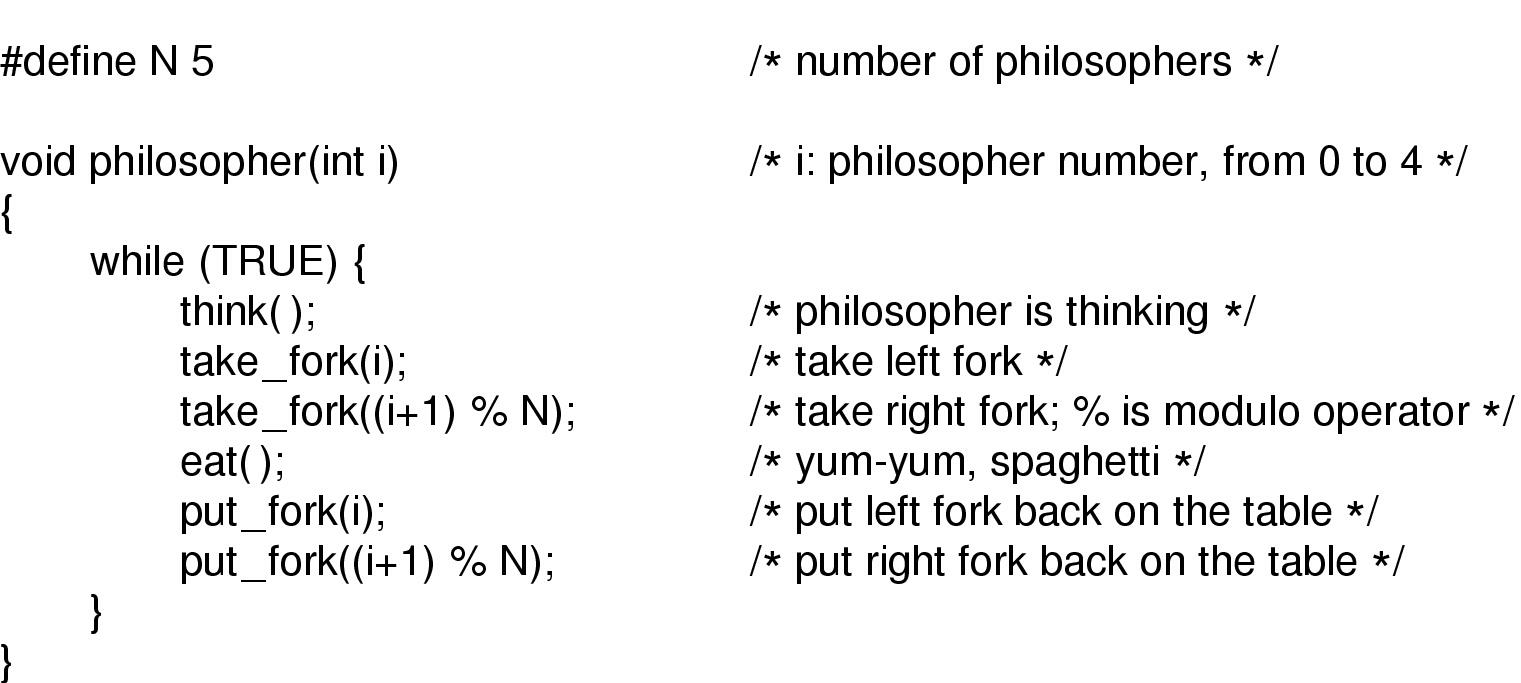 #define N 5 /* number of philosophers */
void philosopher(int i) /* i: philosopher number, from 0 to 4 */
{
while (TRUE) {
think( ); /* philosopher is thinking */
take_fork(i); /* take left fork */
take_fork((i+1) % N); /* take right fork; % is modulo operator */
eat( ); /* yum-yum, spaghetti */
put_fork(i); /* put left fork back on the table */
put_fork((i+1) % N); /* put right fork back on the table */
}
}